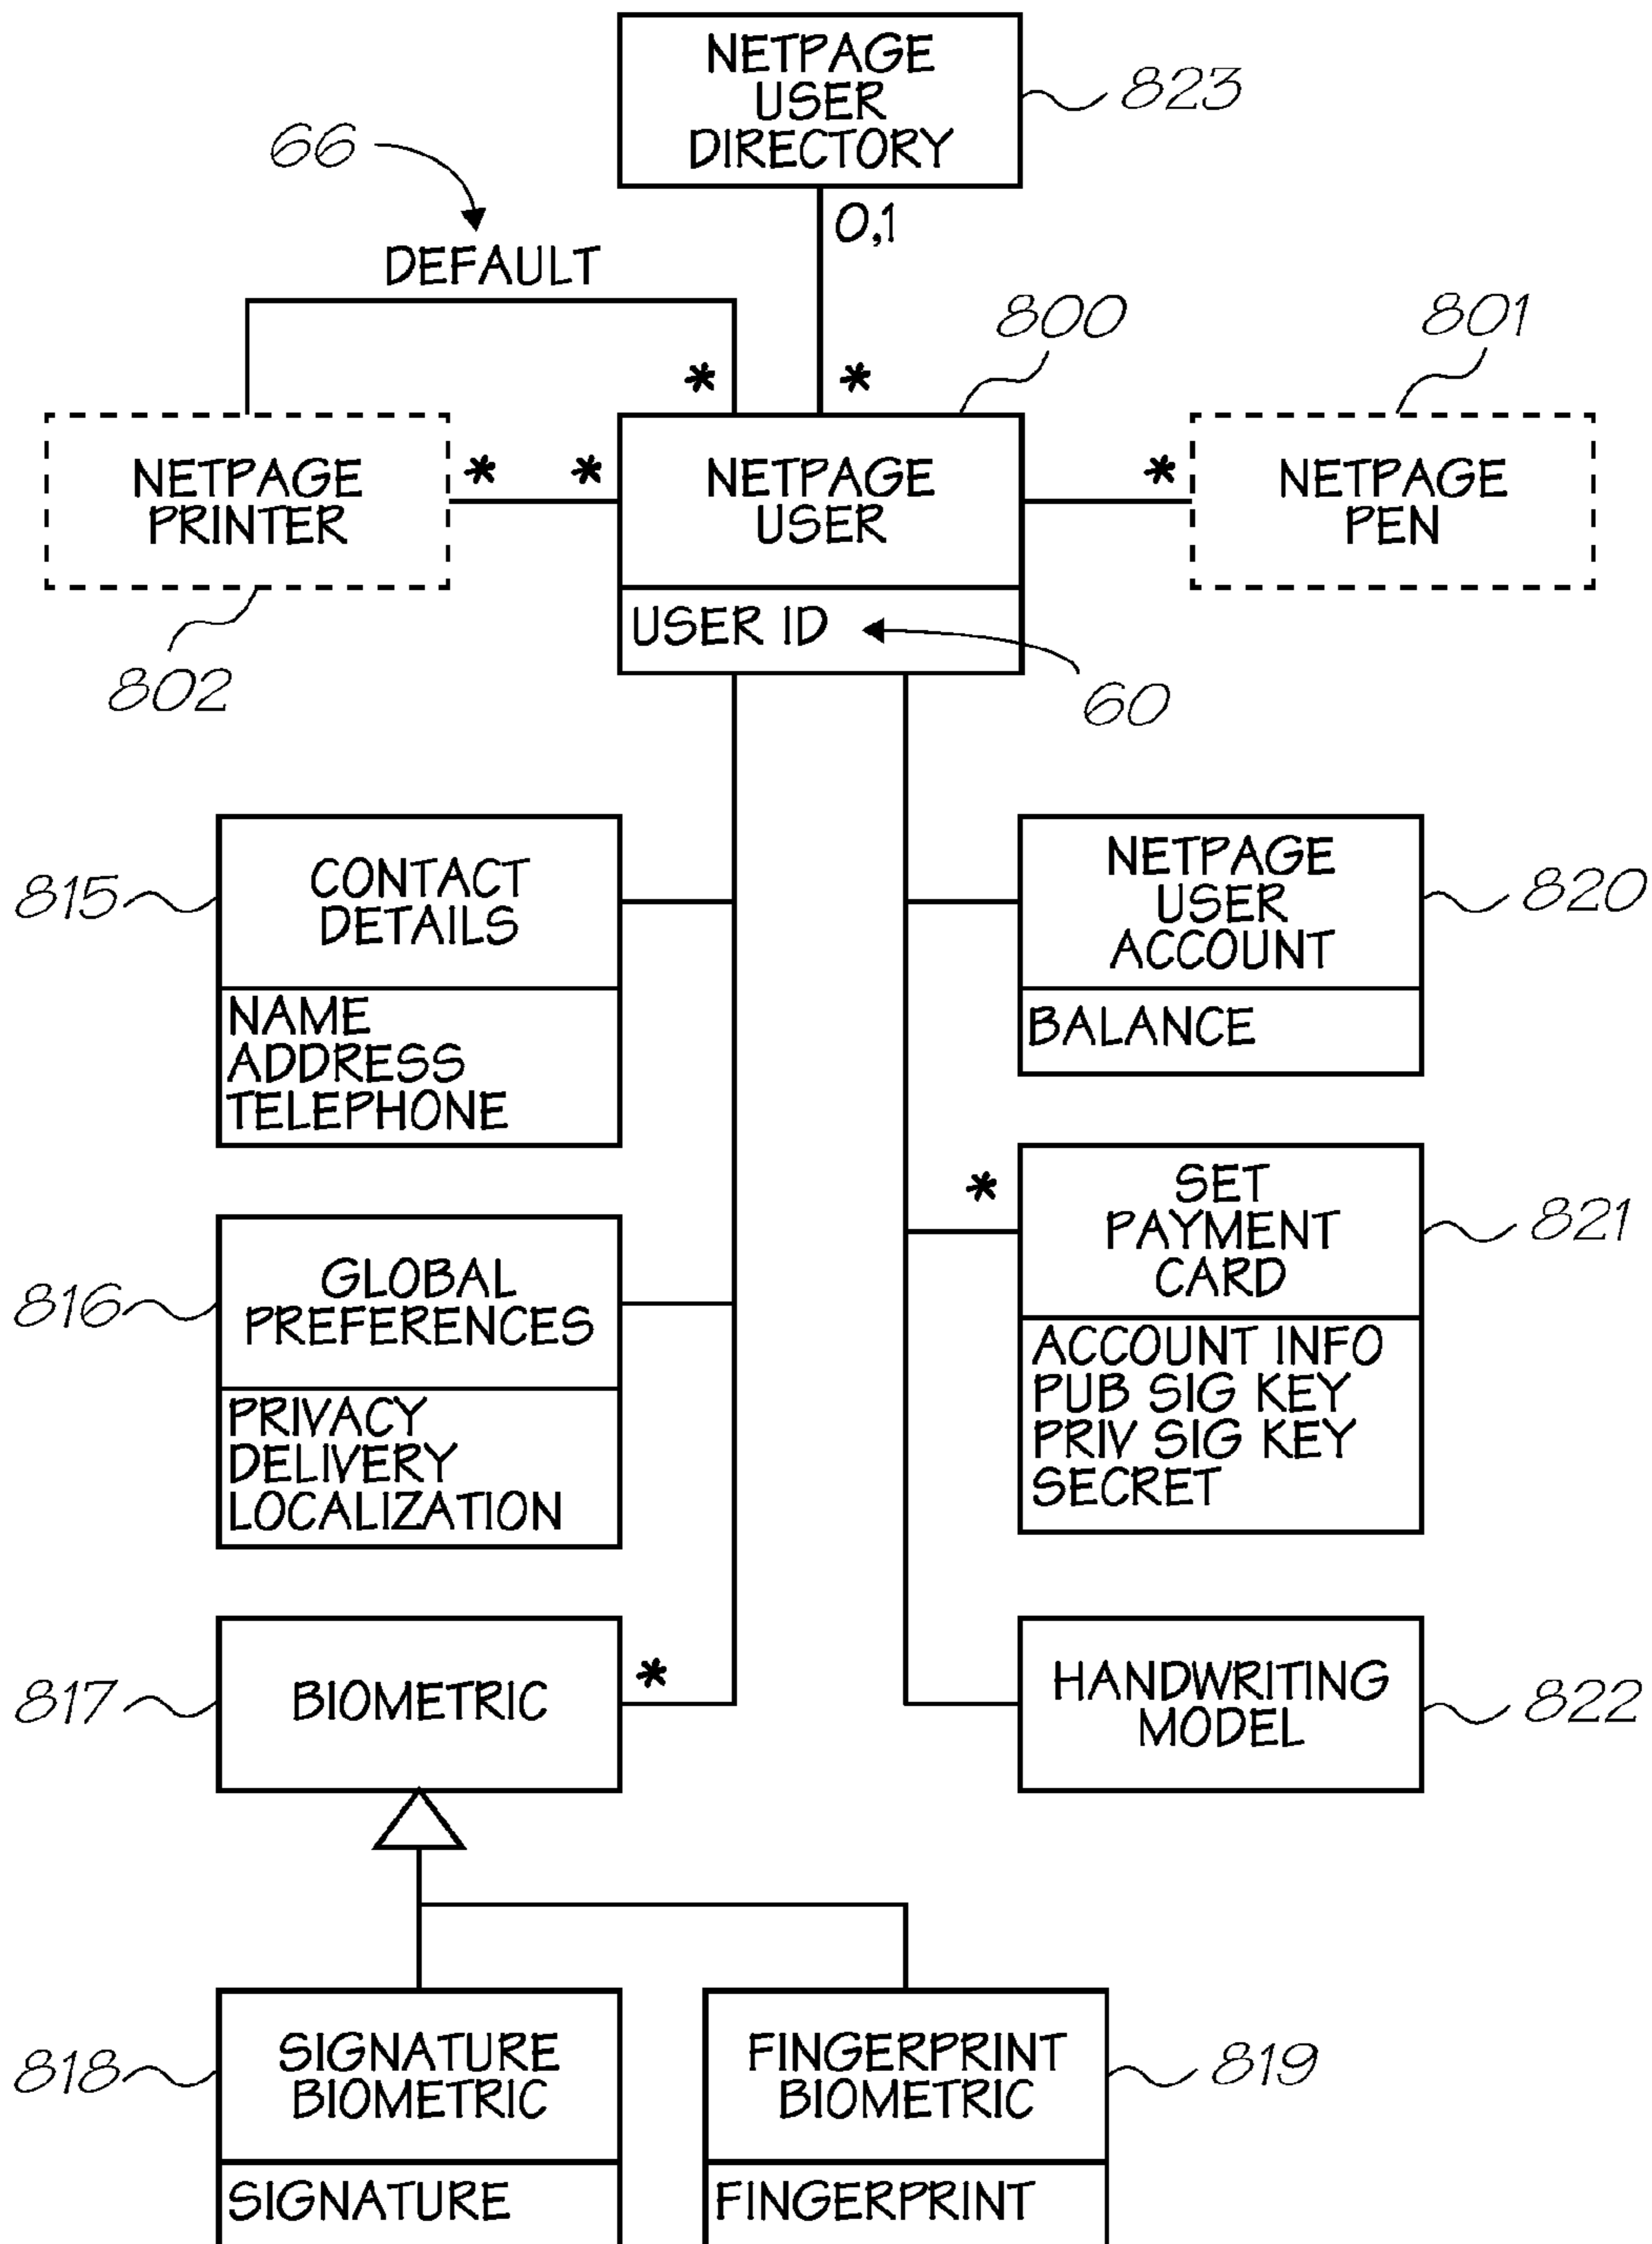 NETPAGE
USER
DIRECTORY
823
66
0,1
DEFAULT
800
801
*
*
NETPAGE
PRINTER
*
*
NETPAGE
USER
*
NETPAGE
PEN
USER ID
802
60
815
CONTACT
DETAILS
NAME
ADDRESS
TELEPHONE
NETPAGE
USER
ACCOUNT
820
BALANCE
816
GLOBAL
PREFERENCES
PRIVACY
DELIVERY
LOCALIZATION
*
SET
PAYMENT
CARD
821
ACCOUNT INFO
PUB SIG KEY
PRIV SIG KEY
SECRET
817
BIOMETRIC
*
HANDWRITING
MODEL
822
818
SIGNATURE
BIOMETRIC
SIGNATURE
FINGERPRINT
BIOMETRIC
819
FINGERPRINT